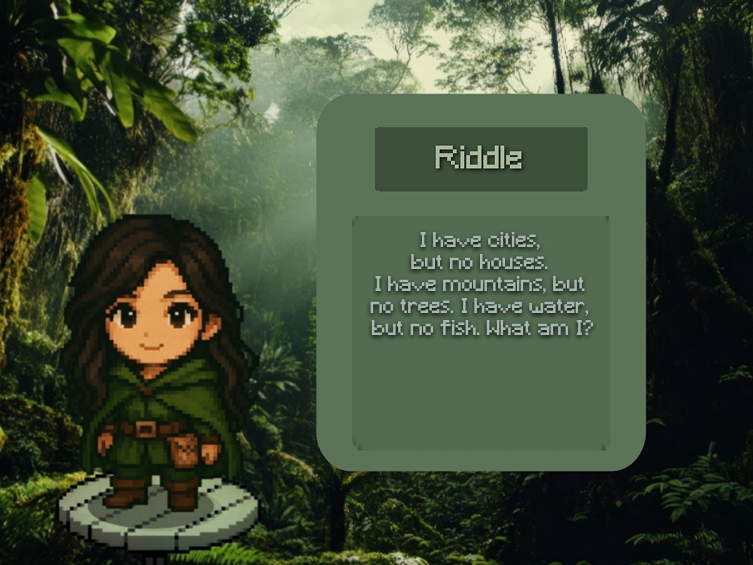 Riddle
I have cities,
but no houses.
I have mountains, but
no trees. I have water,
but no fish. What am I?